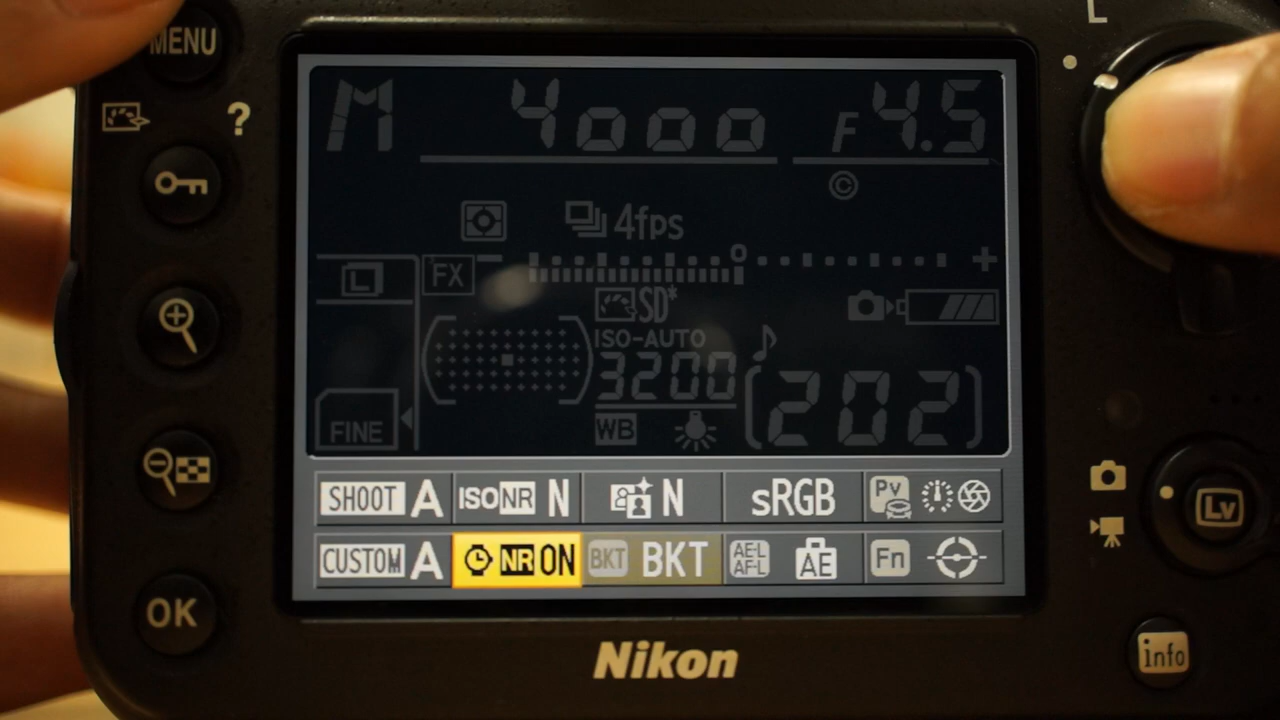 MENU
L
?
M 4000 F4.5
©
4fps
L FX
+
SD*
ISO-AUTO
3200
[202]
FINE
WB
SHOOT A ISO NR N N sRGB Pv
CUSTOM A NR ON BKT BKT AE-L AF-L AE Fn
Lv
OK
Nikon
info